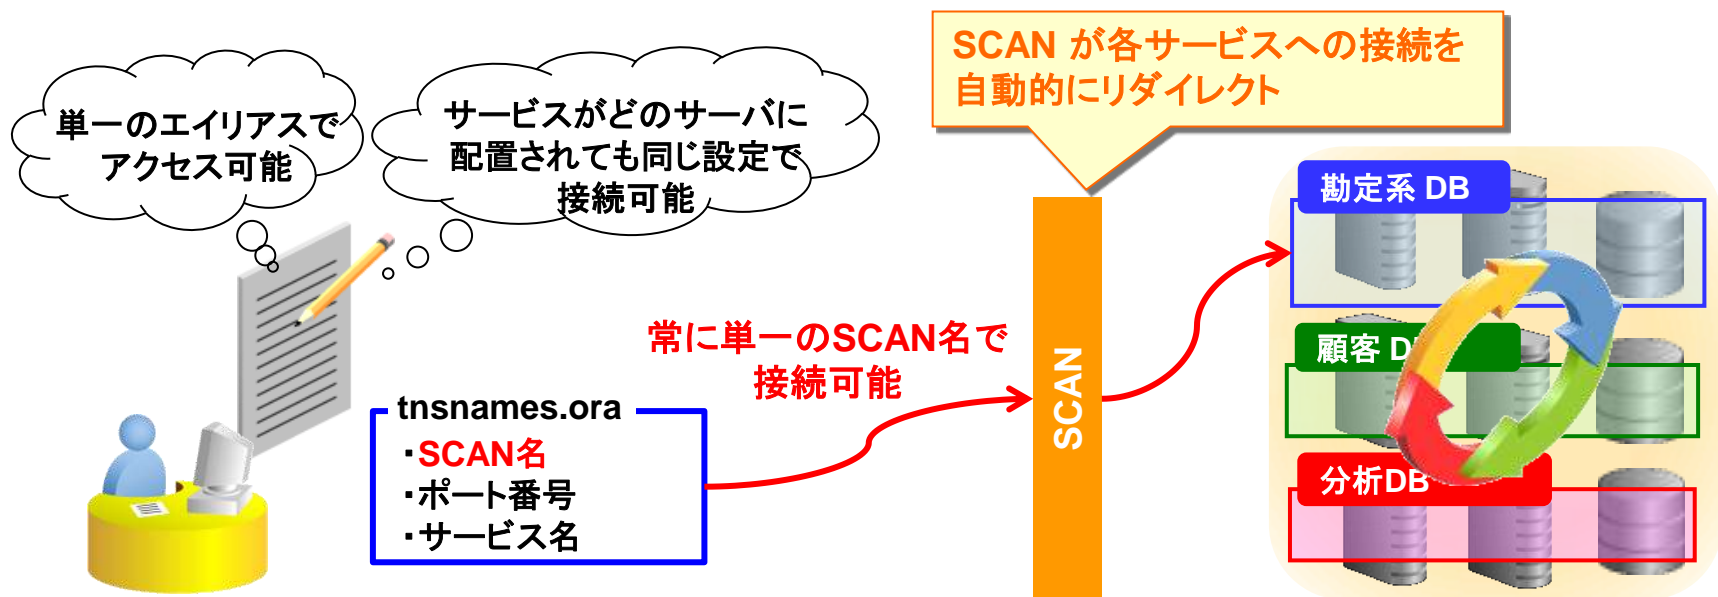 SCAN が各サービスへの接続を
自動的にリダイレクト
単一のエイリアスで
アクセス可能
サービスがどのサーバに
配置されても同じ設定で
接続可能
常に単一のSCAN名で
接続可能
tnsnames.ora
・SCAN名
・ポート番号
・サービス名
SCAN
勘定系 DB
顧客 D
分析DB